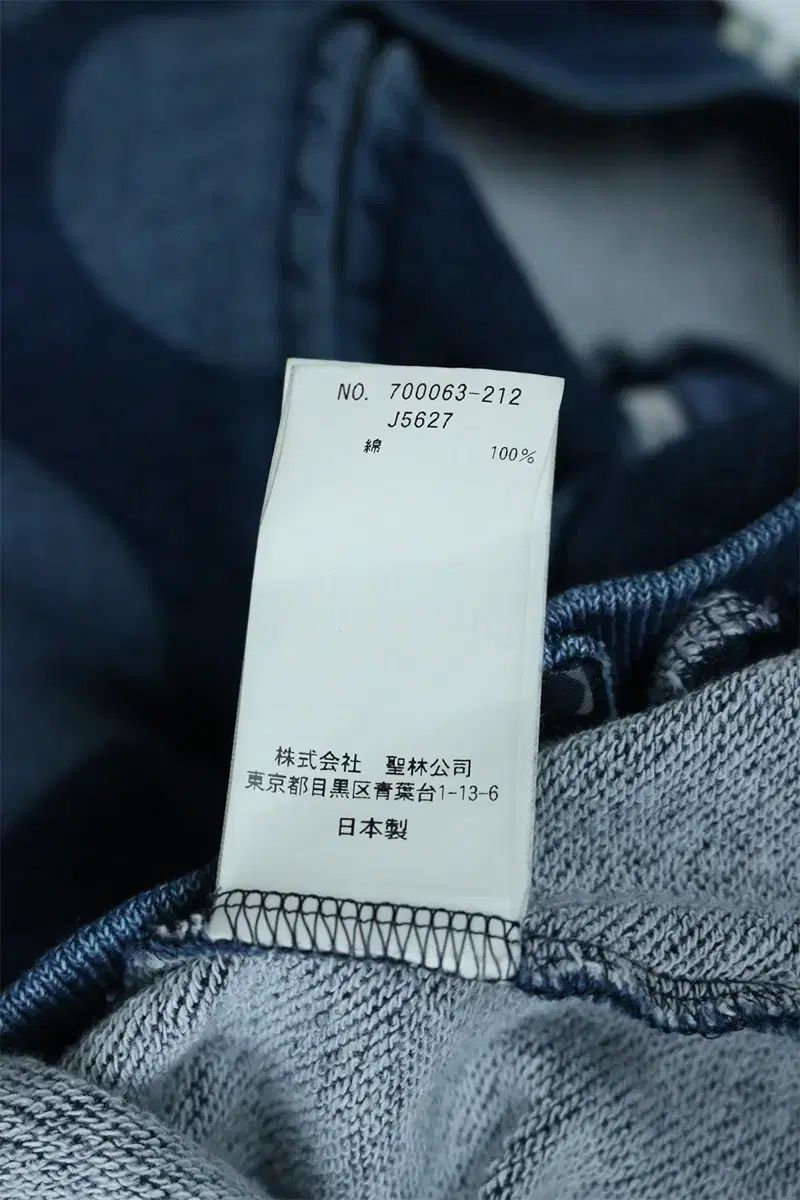 NO. 700063-212
J5627
綿 100%
株式会社 聖林公司
東京都目黒区青葉台1-13-6
日本製